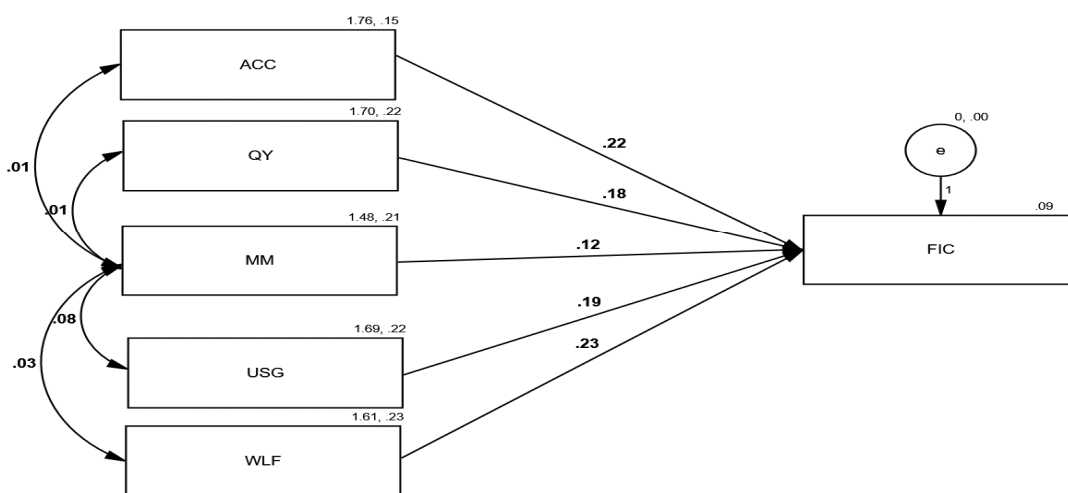 1.76, .15
ACC
1.70, .22
.22
0, .00
e
.01
QY
.18
1
.01
1.48, .21
.09
MM
.12
FIC
.08
1.69, .22
.19
.03
USG
.23
1.61, .23
WLF